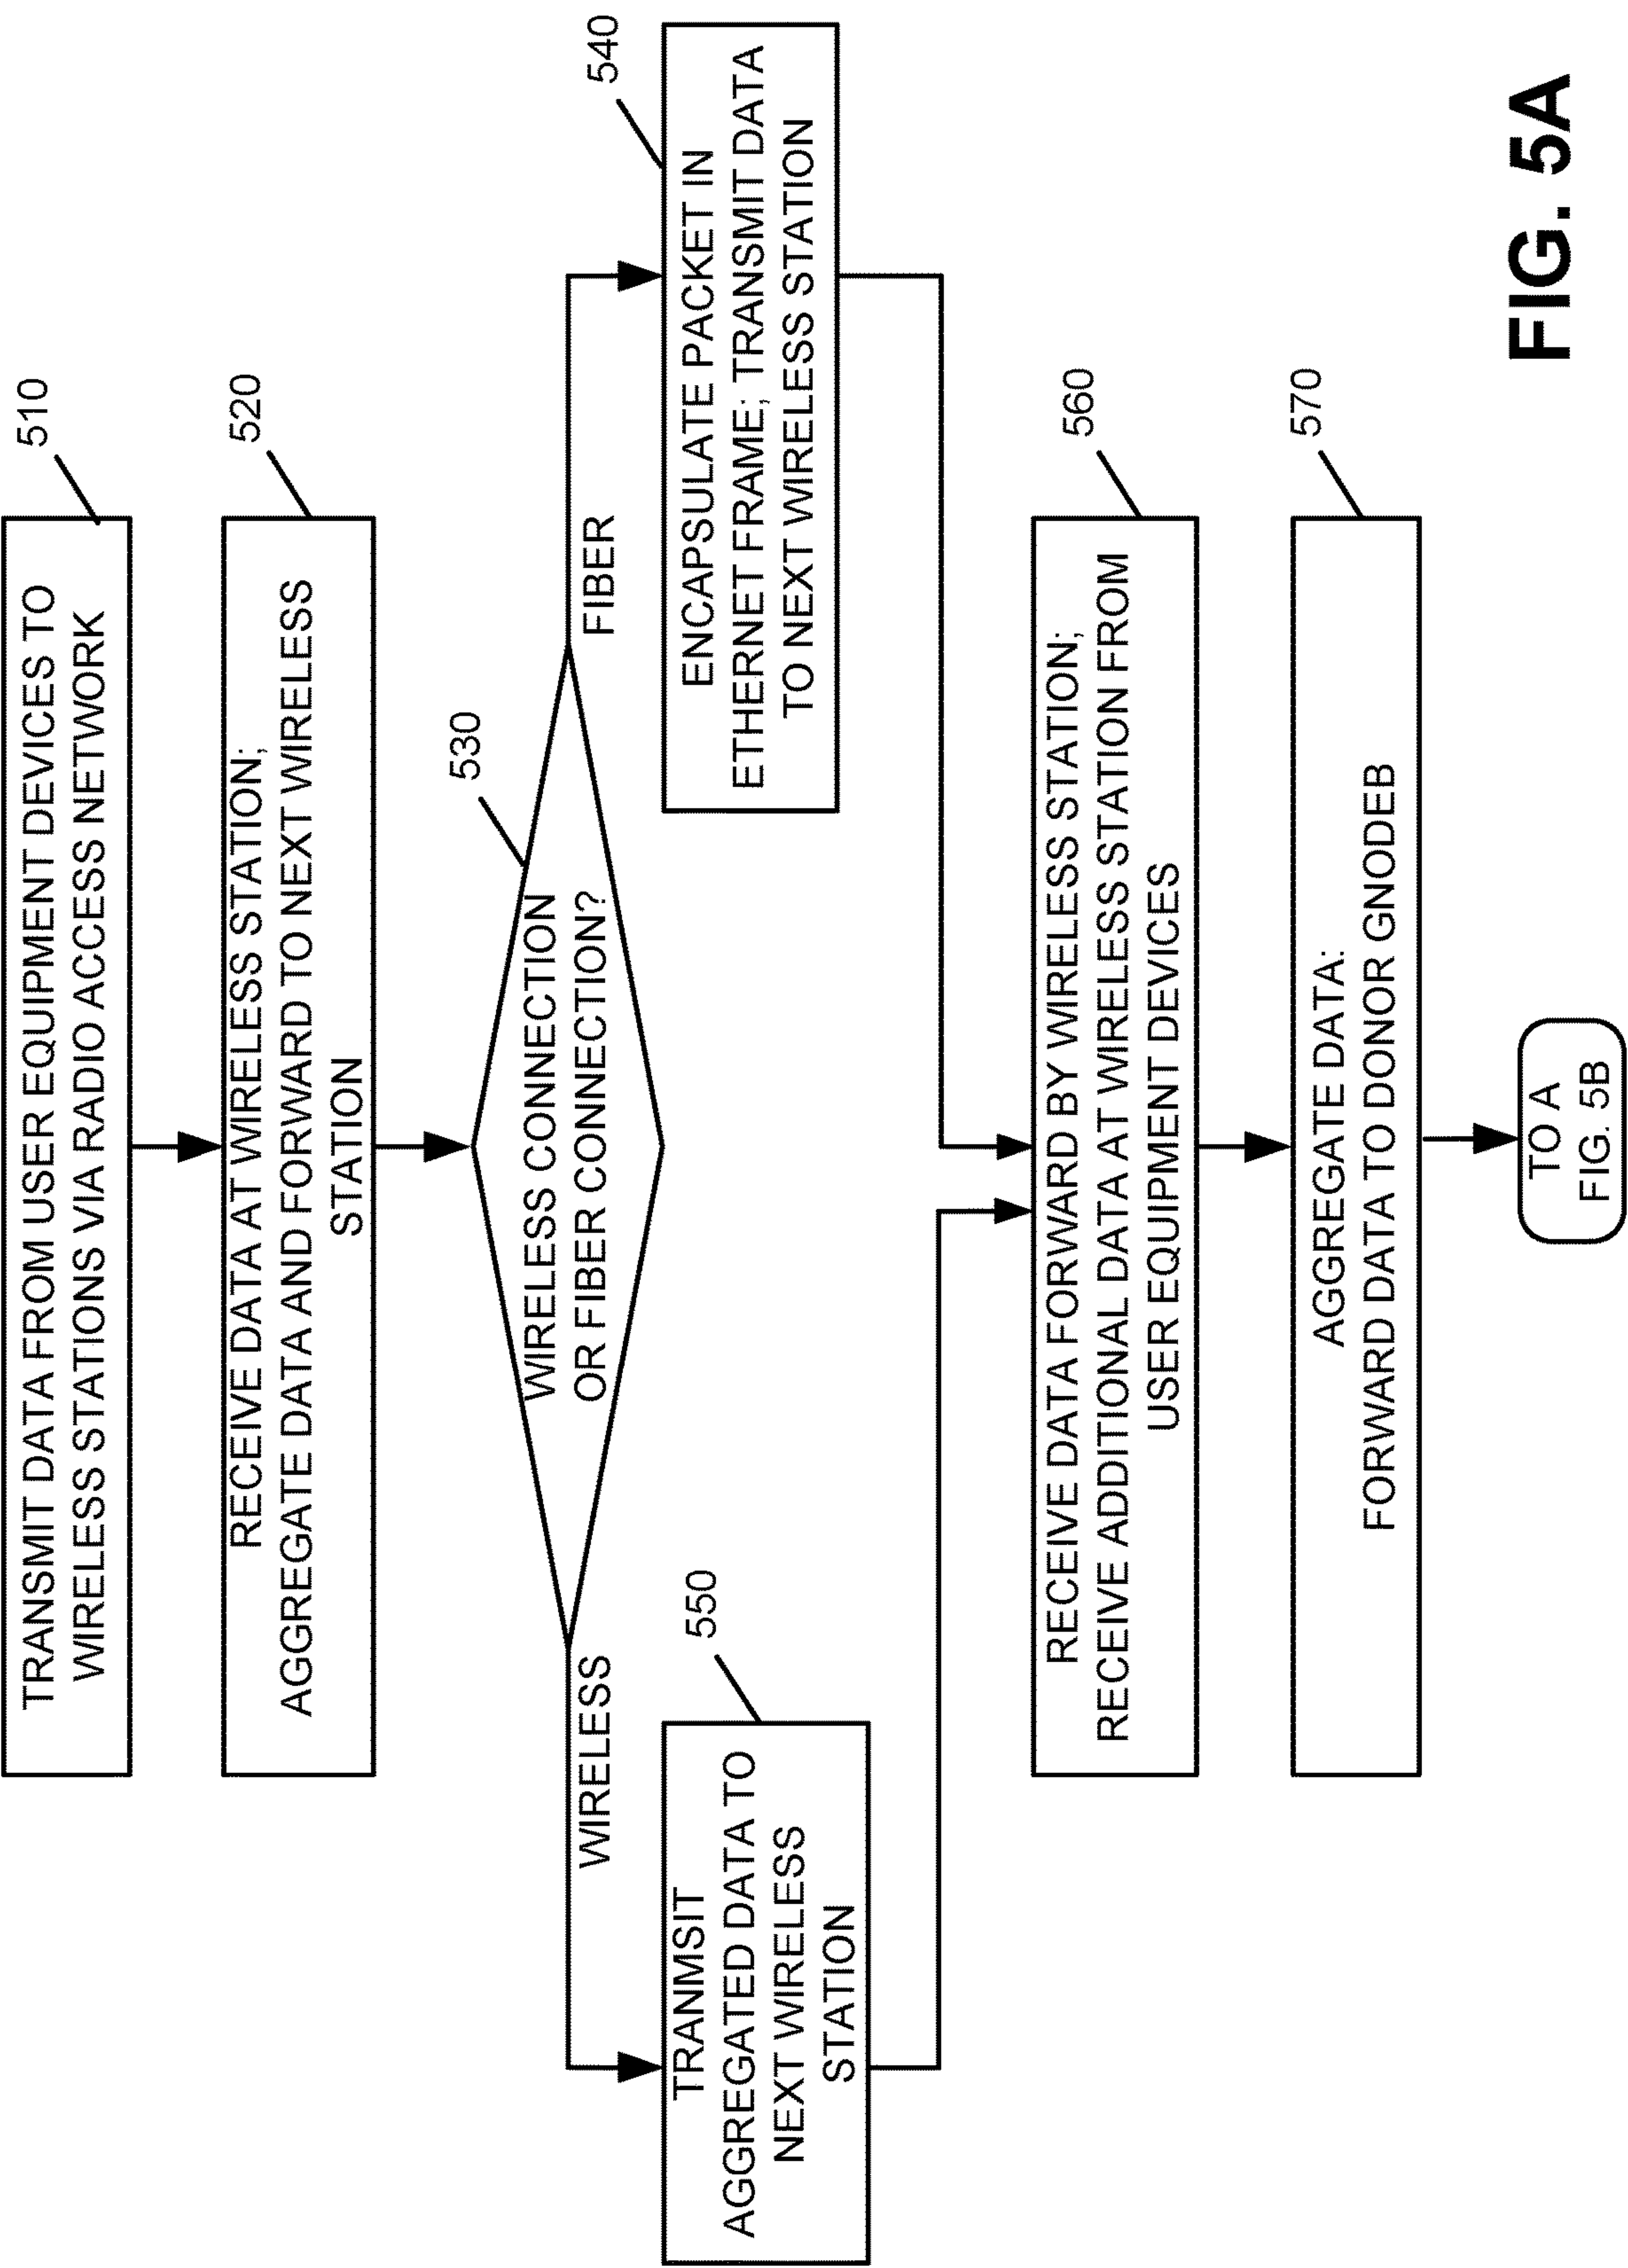 510
TRANSMIT DATA FROM USER EQUIPMENT DEVICES TO
WIRELESS STATIONS VIA RADIO ACCESS NETWORK
520
RECEIVE DATA AT WIRELESS STATION;
AGGREGATE DATA AND FORWARD TO NEXT WIRELESS
STATION
530
WIRELESS CONNECTION
OR FIBER CONNECTION?
WIRELESS
FIBER
550
TRANMSIT
AGGREGATED DATA TO
NEXT WIRELESS
STATION
540
ENCAPSULATE PACKET IN
ETHERNET FRAME; TRANSMIT DATA
TO NEXT WIRELESS STATION
560
RECEIVE DATA FORWARD BY WIRELESS STATION;
RECEIVE ADDITIONAL DATA AT WIRELESS STATION FROM
USER EQUIPMENT DEVICES
570
AGGREGATE DATA:
FORWARD DATA TO DONOR GNODEB
TO A
FIG. 5B
FIG. 5A